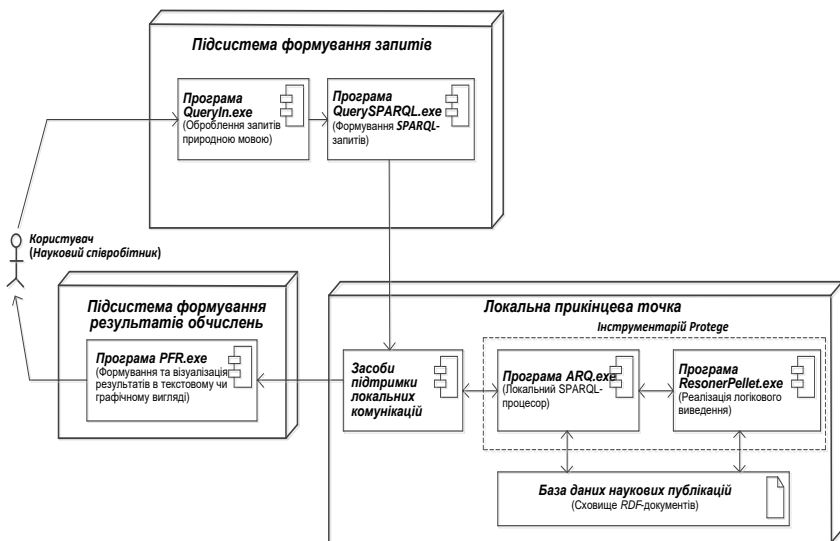 Підсистема формування запитів
Програма
QueryIn.exe
(Оброблення запитів
природною мовою)
Програма
QuerySPARQL.exe
(Формування SPARQL-
запитів)
Користувач
(Науковий співробітник)
Підсистема формування
результатів обчислень
Програма PFR.exe
(Формування та візуалізація
результатів в текстовому чи
графічному вигляді)
Локальна прикінцева точка
Інструментарій Protege
Засоби
підтримки
локальних
комунікацій
Програма ARQ.exe
(Локальний SPARQL-
процесор)
Програма
ResonerPellet.exe
(Реалізація логікового
виведення)
База даних наукових публікацій
(Сховище RDF-документів)